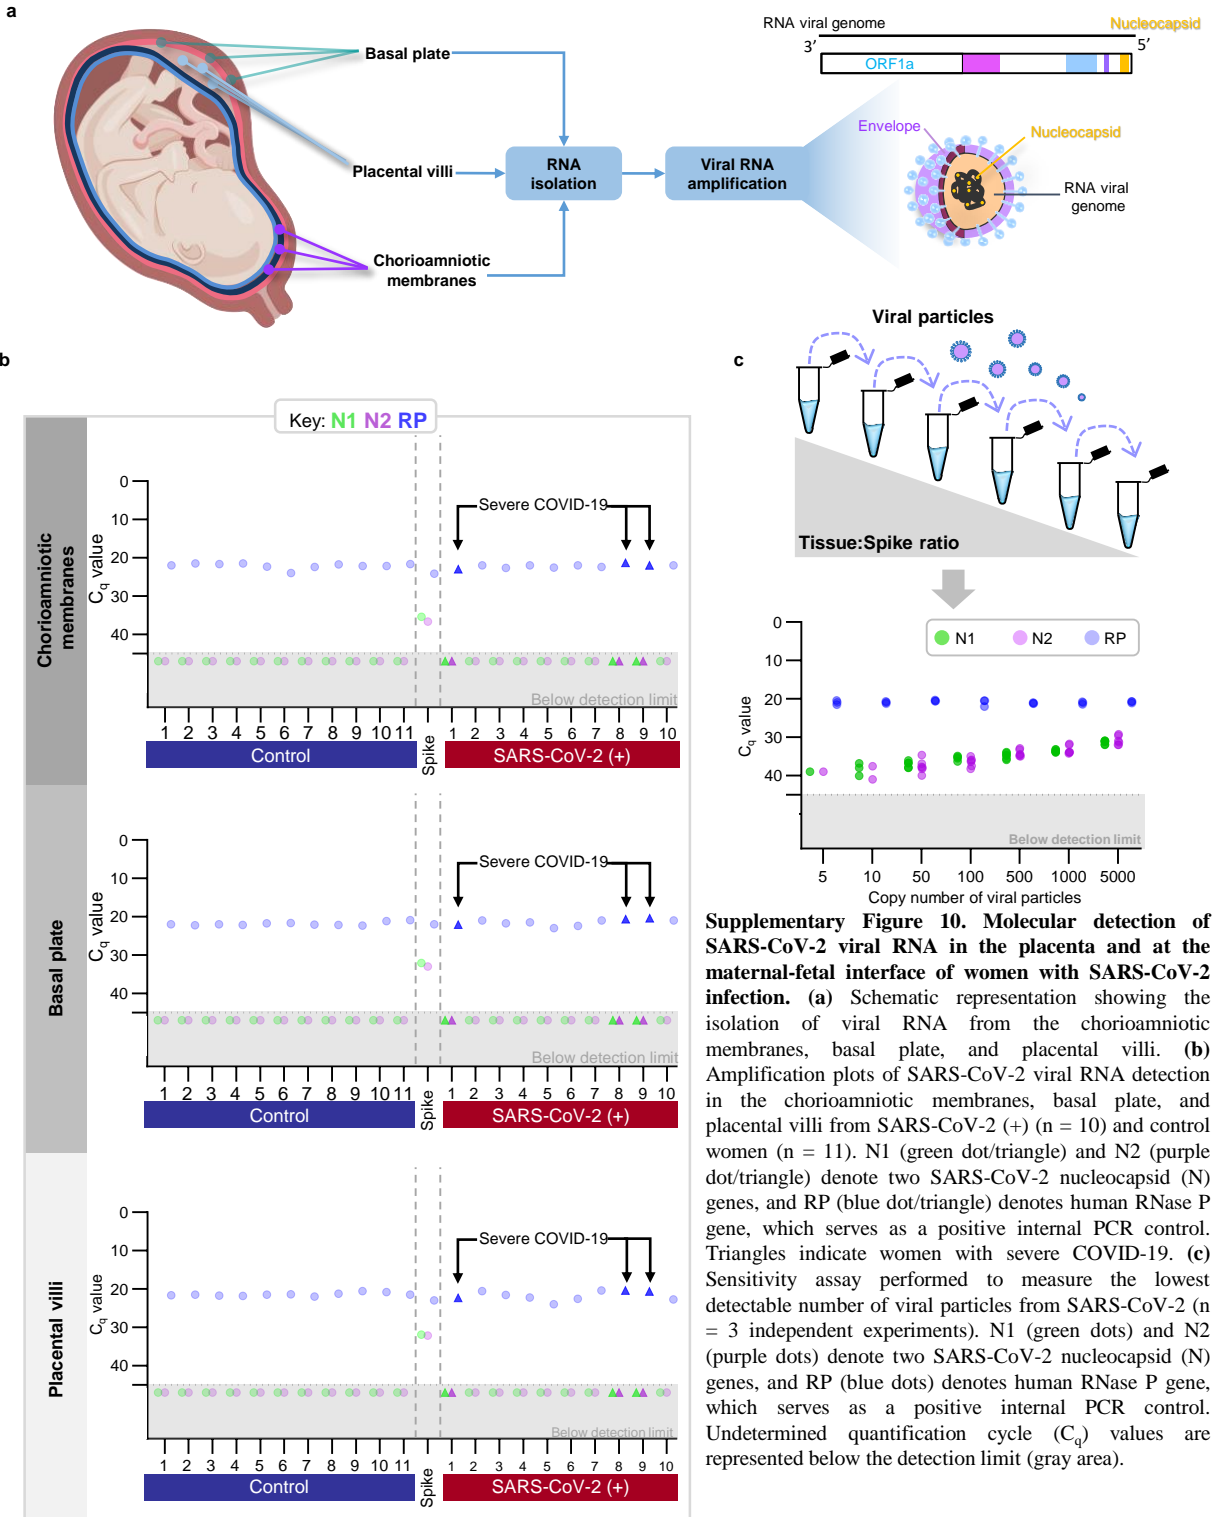 a
Basal plate
Placental villi
Chorioamniotic
membranes
RNA
isolation
Viral RNA
amplification
RNA viral genome
Nucleocapsid
3’
5’
ORF1a
Envelope
Nucleocapsid
RNA viral
genome
b
Key: N1 N2 RP
Chorioamniotic
membranes
Cq value
0
10
20
30
40
Severe COVID-19
Below detection limit
1 2 3 4 5 6 7 8 9 10 11 1 2 3 4 5 6 7 8 9 10
Control
Spike
SARS-CoV-2 (+)
Basal plate
Cq value
0
10
20
30
40
Severe COVID-19
Below detection limit
1 2 3 4 5 6 7 8 9 10 11 1 2 3 4 5 6 7 8 9 10
Control
Spike
SARS-CoV-2 (+)
Placental villi
Cq value
0
10
20
30
40
Severe COVID-19
Below detection limit
1 2 3 4 5 6 7 8 9 10 11 1 2 3 4 5 6 7 8 9 10
Control
Spike
SARS-CoV-2 (+)
c
Viral particles
Tissue:Spike ratio
N1 N2 RP
Cq value
0
10
20
30
40
Below detection limit
5 10 50 100 500 1000 5000
Copy number of viral particles
Supplementary Figure 10. Molecular detection of
SARS-CoV-2 viral RNA in the placenta and at the
maternal-fetal interface of women with SARS-CoV-2
infection. (a) Schematic representation showing the
isolation of viral RNA from the chorioamniotic
membranes, basal plate, and placental villi. (b)
Amplification plots of SARS-CoV-2 viral RNA detection
in the chorioamniotic membranes, basal plate, and
placental villi from SARS-CoV-2 (+) (n = 10) and control
women (n = 11). N1 (green dot/triangle) and N2 (purple
dot/triangle) denote two SARS-CoV-2 nucleocapsid (N)
genes, and RP (blue dot/triangle) denotes human RNase P
gene, which serves as a positive internal PCR control.
Triangles indicate women with severe COVID-19. (c)
Sensitivity assay performed to measure the lowest
detectable number of viral particles from SARS-CoV-2 (n
= 3 independent experiments). N1 (green dots) and N2
(purple dots) denote two SARS-CoV-2 nucleocapsid (N)
genes, and RP (blue dots) denotes human RNase P gene,
which serves as a positive internal PCR control.
Undetermined quantification cycle (Cq) values are
represented below the detection limit (gray area).